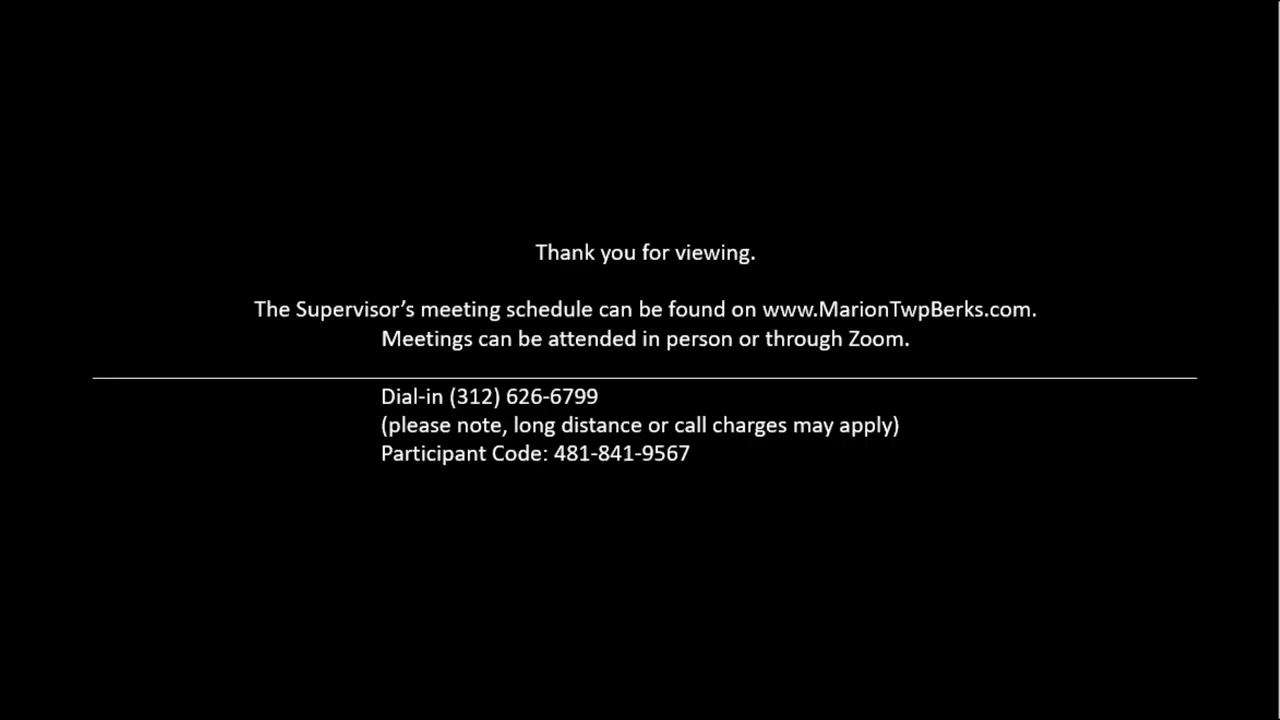 Thank you for viewing.
The Supervisor’s meeting schedule can be found on www.MarionTwpBerks.com.
Meetings can be attended in person or through Zoom.
Dial-in (312) 626-6799
(please note, long distance or call charges may apply)
Participant Code: 481-841-9567